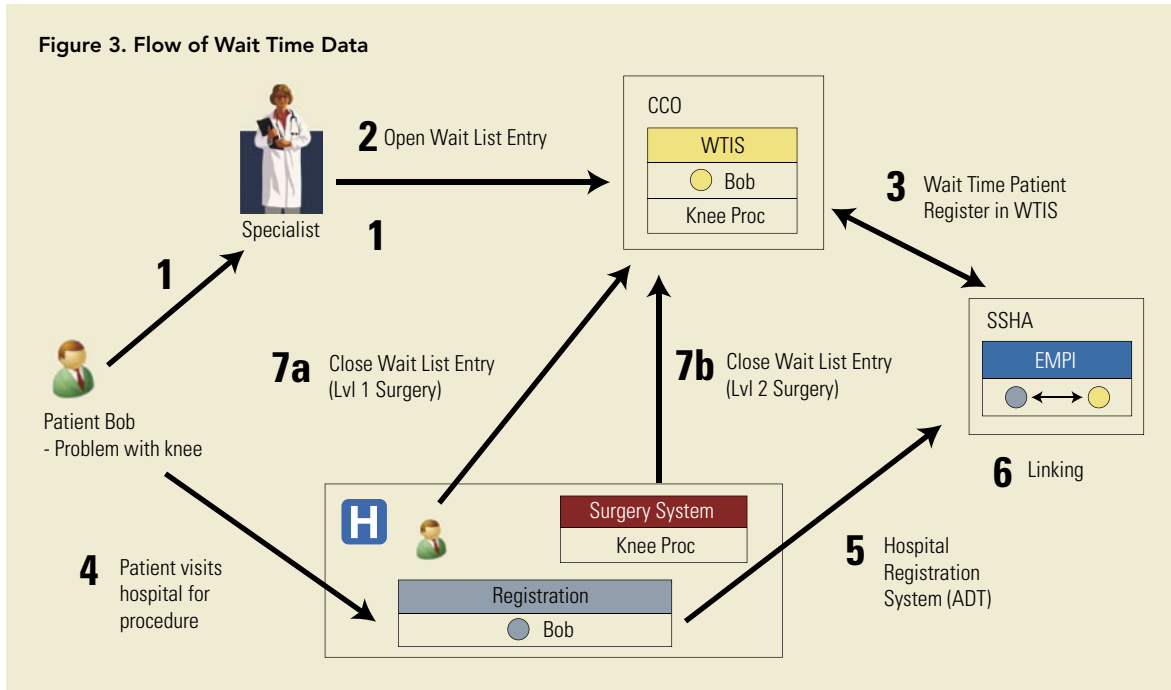 Figure 3. Flow of Wait Time Data
CCO
WTIS
Bob
Knee Proc
2 Open Wait List Entry
1
Specialist
1
3 Wait Time Patient
Register in WTIS
SSHA
EMPI
6 Linking
7a Close Wait List Entry
(Lvl 1 Surgery)
7b Close Wait List Entry
(Lvl 2 Surgery)
Patient Bob
- Problem with knee
4 Patient visits
hospital for
procedure
H
Surgery System
Knee Proc
Registration
Bob
5 Hospital
Registration
System (ADT)